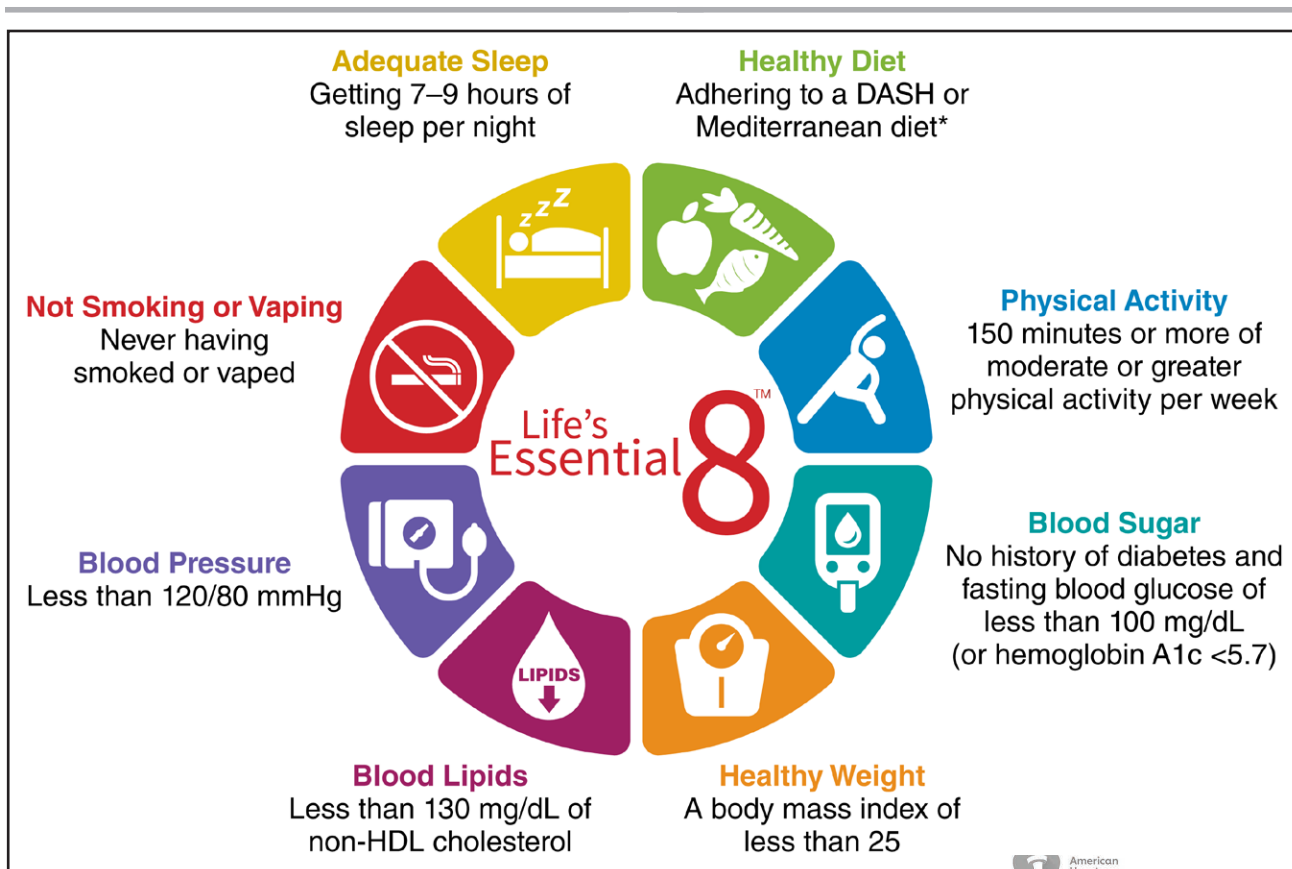 Adequate Sleep
Getting 7–9 hours of
sleep per night
Healthy Diet
Adhering to a DASH or
Mediterranean diet*
z z Z
Not Smoking or Vaping
Never having
smoked or vaped
Physical Activity
150 minutes or more of
moderate or greater
physical activity per week
Life's
Essential 8™
Blood Pressure
Less than 120/80 mmHg
Blood Sugar
No history of diabetes and
fasting blood glucose of
less than 100 mg/dL
(or hemoglobin A1c <5.7)
LIPIDS
Blood Lipids
Less than 130 mg/dL of
non-HDL cholesterol
Healthy Weight
A body mass index of
less than 25
American